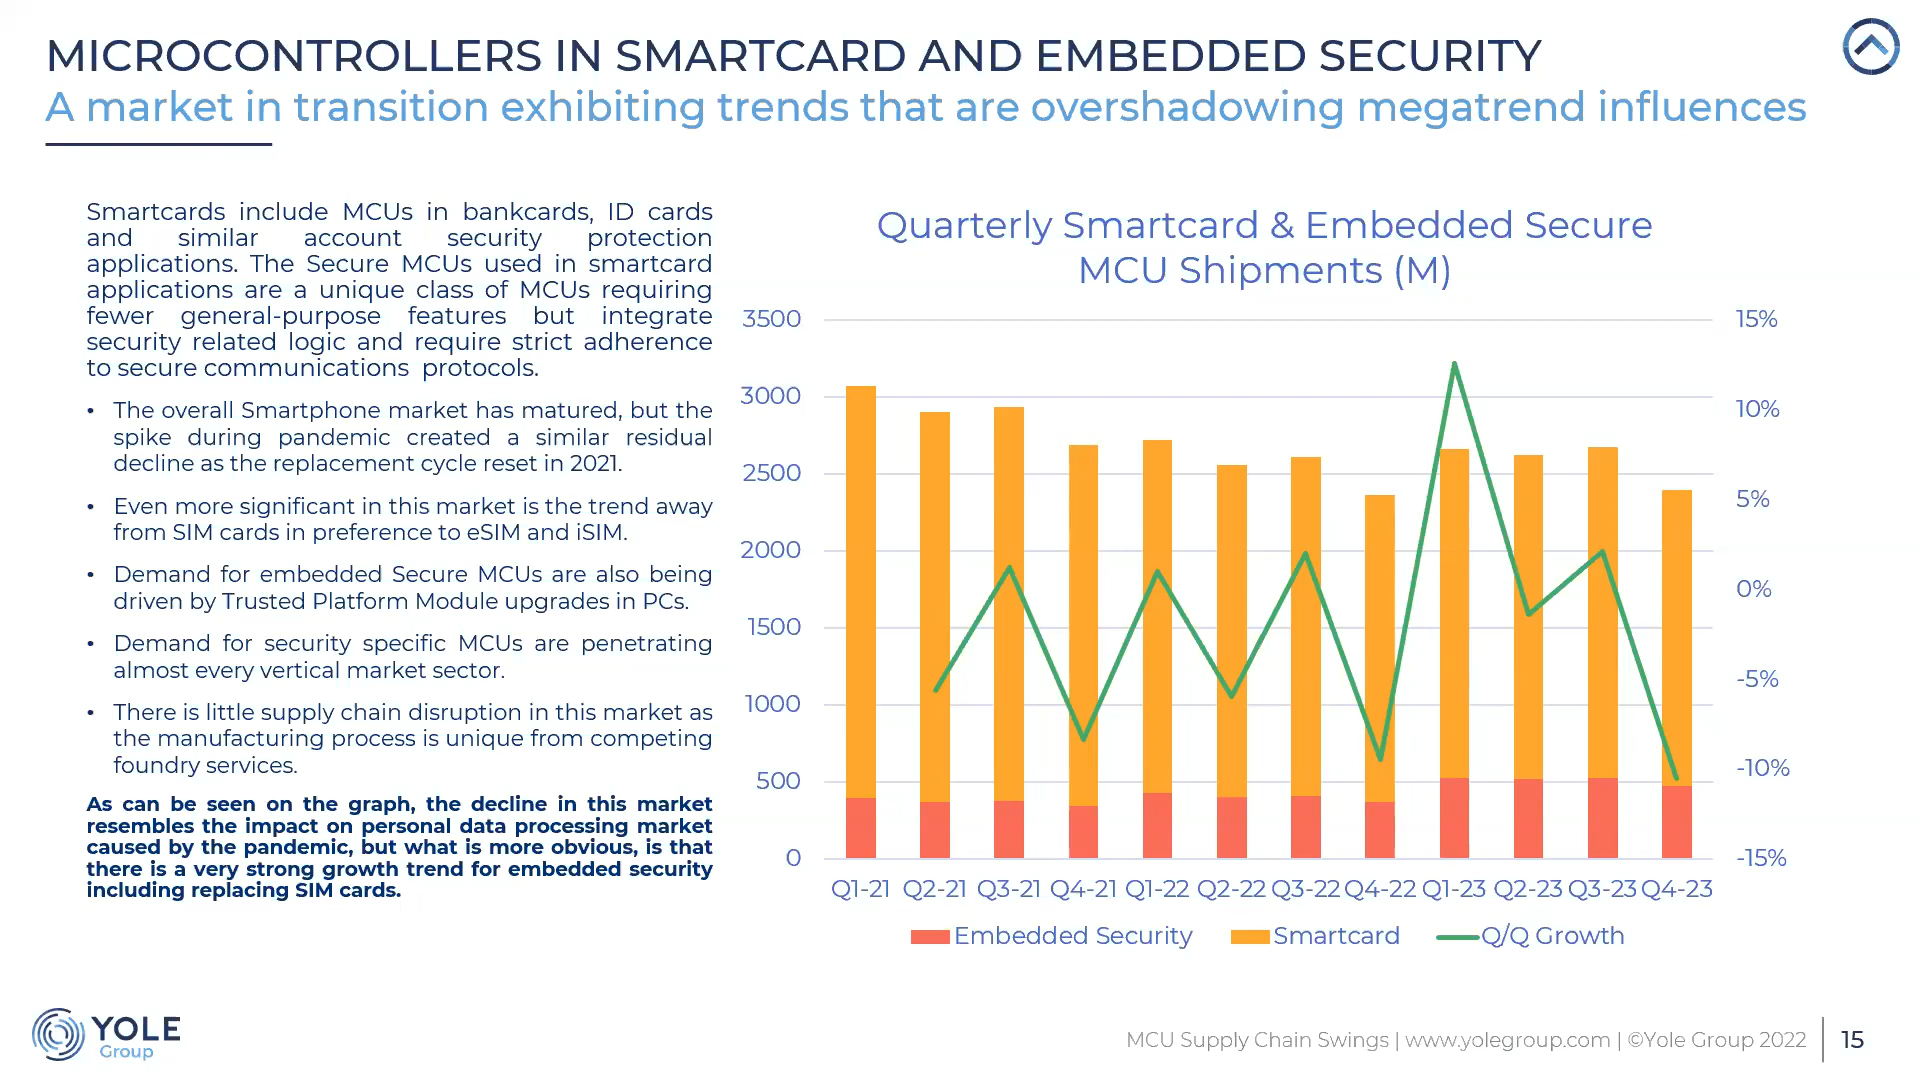 MICROCONTROLLERS IN SMARTCARD AND EMBEDDED SECURITY
A market in transition exhibiting trends that are overshadowing megatrend influences
Smartcards include MCUs in bankcards, ID cards
and similar account security protection
applications. The Secure MCUs used in smartcard
applications are a unique class of MCUs requiring
fewer general-purpose features but integrate
security related logic and require strict adherence
to secure communications protocols.
• The overall Smartphone market has matured, but the
spike during pandemic created a similar residual
decline as the replacement cycle reset in 2021.
• Even more significant in this market is the trend away
from SIM cards in preference to eSIM and iSIM.
• Demand for embedded Secure MCUs are also being
driven by Trusted Platform Module upgrades in PCs.
• Demand for security specific MCUs are penetrating
almost every vertical market sector.
• There is little supply chain disruption in this market as
the manufacturing process is unique from competing
foundry services.
As can be seen on the graph, the decline in this market
resembles the impact on personal data processing market
caused by the pandemic, but what is more obvious, is that
there is a very strong growth trend for embedded security
including replacing SIM cards.
Quarterly Smartcard & Embedded Secure
MCU Shipments (M)
3500
3000
2500
2000
1500
1000
500
0
15%
10%
5%
0%
-5%
-10%
-15%
Q1-21 Q2-21 Q3-21 Q4-21 Q1-22 Q2-22 Q3-22 Q4-22 Q1-23 Q2-23 Q3-23 Q4-23
Embedded Security Smartcard Q/Q Growth
YOLE
Group
MCU Supply Chain Swings | www.yolegroup.com | ©Yole Group 2022 15